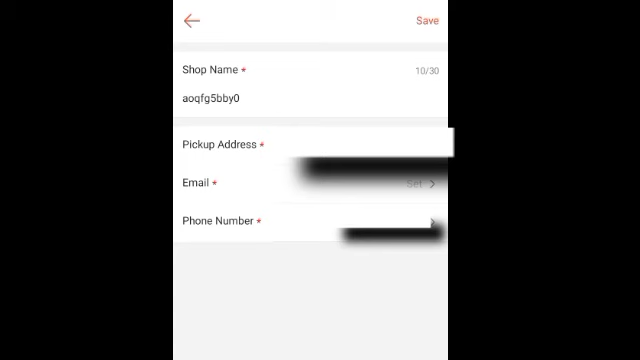 Save
Shop Name *
10/30
aoqfg5bby0
Pickup Address *
Email *
Set
Phone Number *